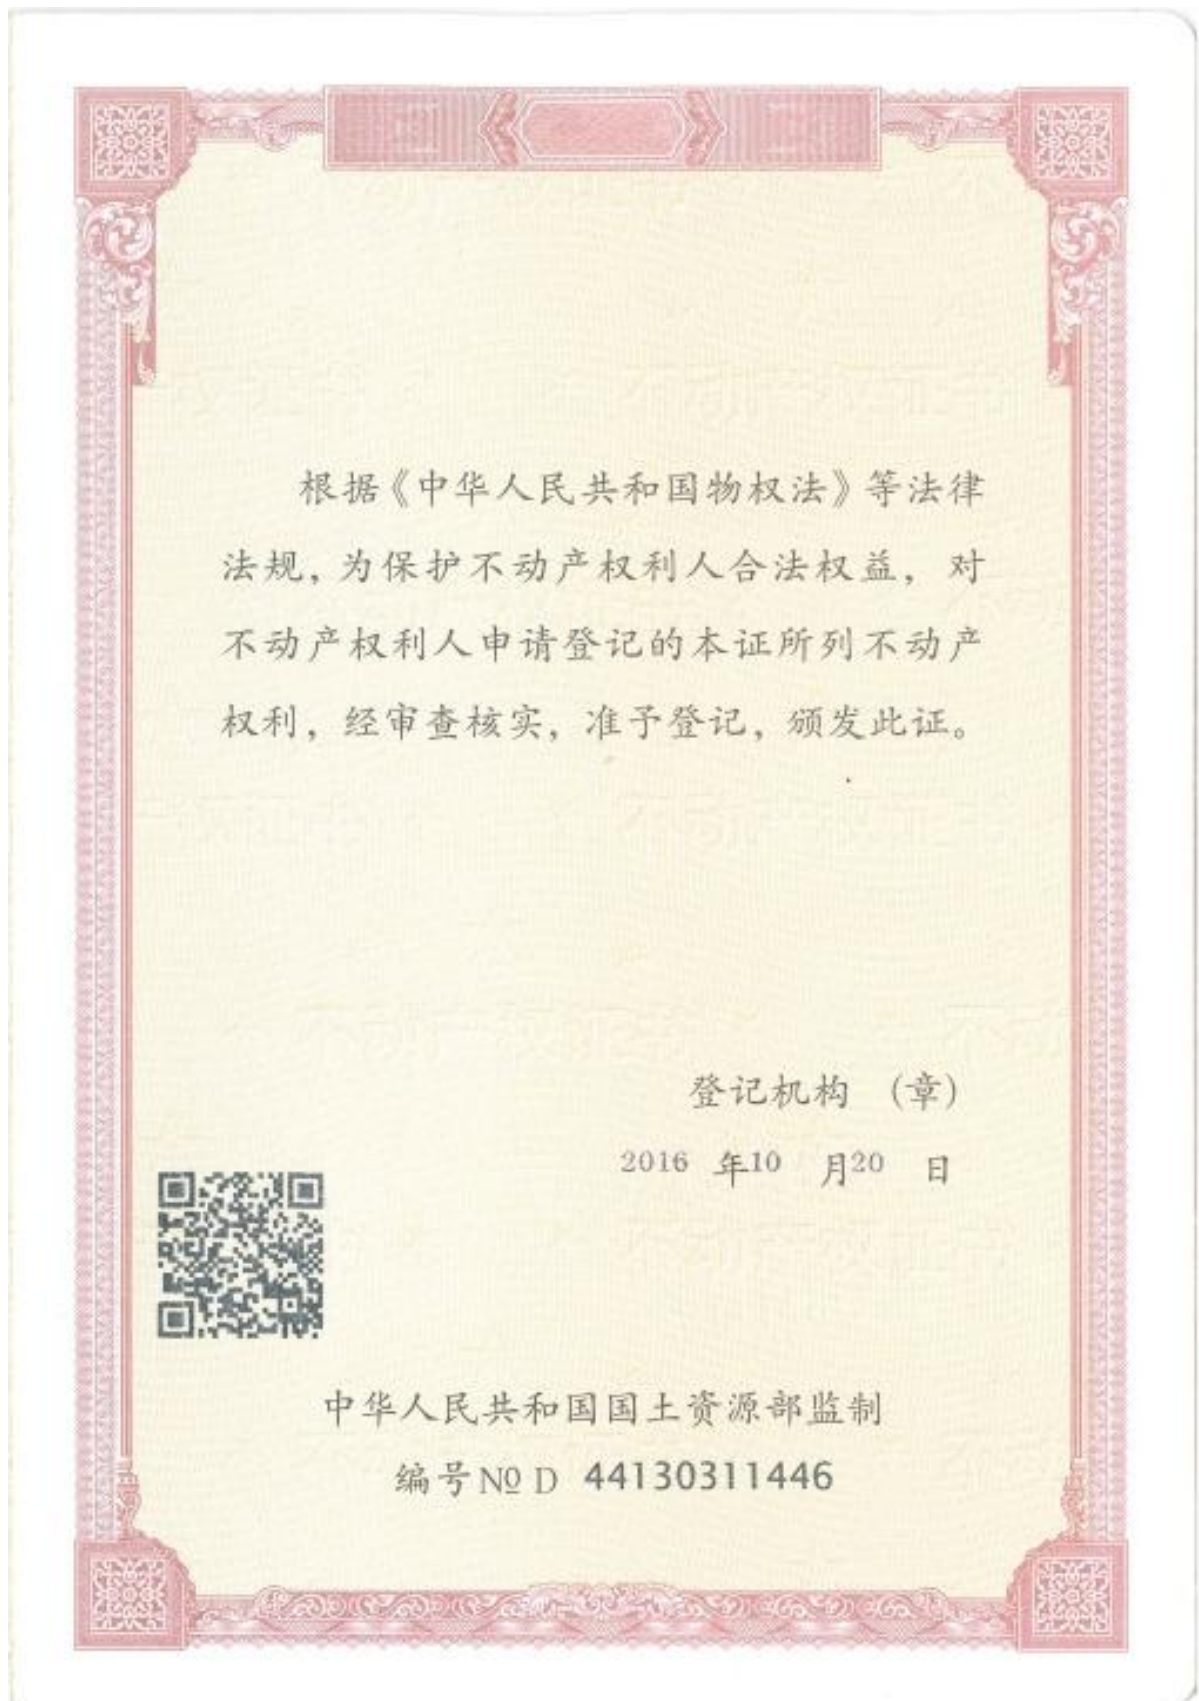 根据《中华人民共和国物权法》等法律
法规，为保护不动产权利人合法权益，对
不动产权利人申请登记的本证所列不动产
权利，经审查核实，准予登记，颁发此证。
登记机构 （章）
2016 年10 月20 日
中华人民共和国国土资源部监制
编号 № D 44130311446